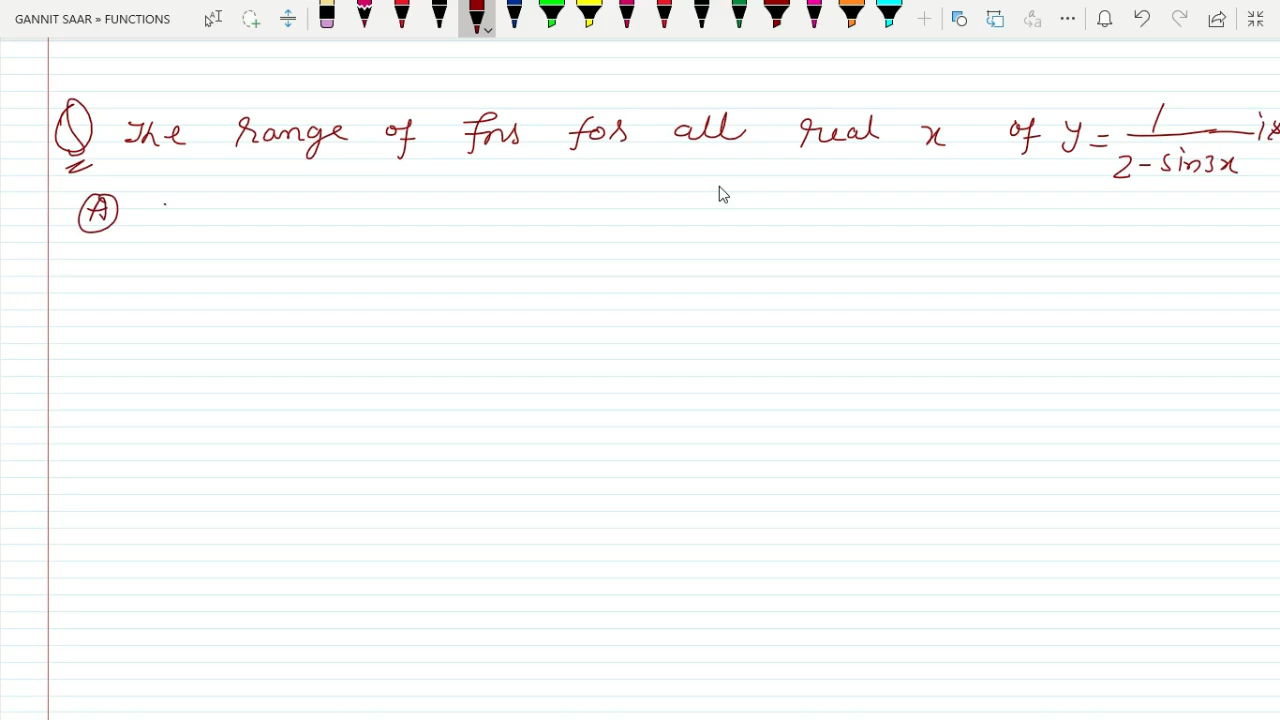 GANNIT SAAR » FUNCTIONS
Q The range of fns for all real x of y = 1/(2 - sin3x) is
A